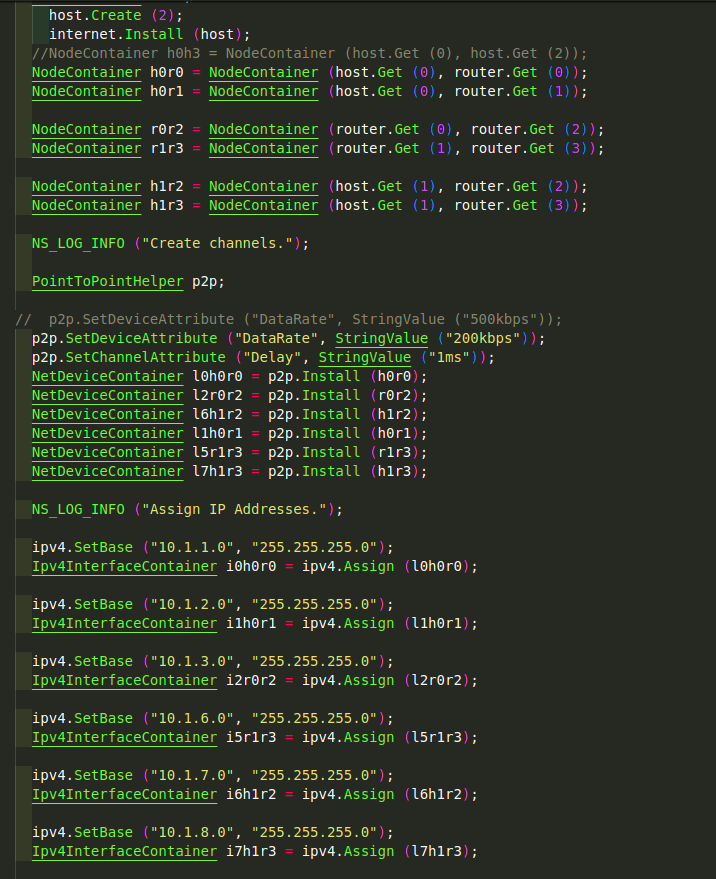 host.Create (2);
internet.Install (host);
//NodeContainer h0h3 = NodeContainer (host.Get (0), host.Get (2));
NodeContainer h0r0 = NodeContainer (host.Get (0), router.Get (0));
NodeContainer h0r1 = NodeContainer (host.Get (0), router.Get (1));
NodeContainer r0r2 = NodeContainer (router.Get (0), router.Get (2));
NodeContainer r1r3 = NodeContainer (router.Get (1), router.Get (3));
NodeContainer h1r2 = NodeContainer (host.Get (1), router.Get (2));
NodeContainer h1r3 = NodeContainer (host.Get (1), router.Get (3));
NS_LOG_INFO ("Create channels.");
PointToPointHelper p2p;
//  p2p.SetDeviceAttribute ("DataRate", StringValue ("500kbps"));
p2p.SetDeviceAttribute ("DataRate", StringValue ("200kbps"));
p2p.SetChannelAttribute ("Delay", StringValue ("1ms"));
NetDeviceContainer l0h0r0 = p2p.Install (h0r0);
NetDeviceContainer l2r0r2 = p2p.Install (r0r2);
NetDeviceContainer l6h1r2 = p2p.Install (h1r2);
NetDeviceContainer l1h0r1 = p2p.Install (h0r1);
NetDeviceContainer l5r1r3 = p2p.Install (r1r3);
NetDeviceContainer l7h1r3 = p2p.Install (h1r3);
NS_LOG_INFO ("Assign IP Addresses.");
ipv4.SetBase ("10.1.1.0", "255.255.255.0");
Ipv4InterfaceContainer i0h0r0 = ipv4.Assign (l0h0r0);
ipv4.SetBase ("10.1.2.0", "255.255.255.0");
Ipv4InterfaceContainer i1h0r1 = ipv4.Assign (l1h0r1);
ipv4.SetBase ("10.1.3.0", "255.255.255.0");
Ipv4InterfaceContainer i2r0r2 = ipv4.Assign (l2r0r2);
ipv4.SetBase ("10.1.6.0", "255.255.255.0");
Ipv4InterfaceContainer i5r1r3 = ipv4.Assign (l5r1r3);
ipv4.SetBase ("10.1.7.0", "255.255.255.0");
Ipv4InterfaceContainer i6h1r2 = ipv4.Assign (l6h1r2);
ipv4.SetBase ("10.1.8.0", "255.255.255.0");
Ipv4InterfaceContainer i7h1r3 = ipv4.Assign (l7h1r3);